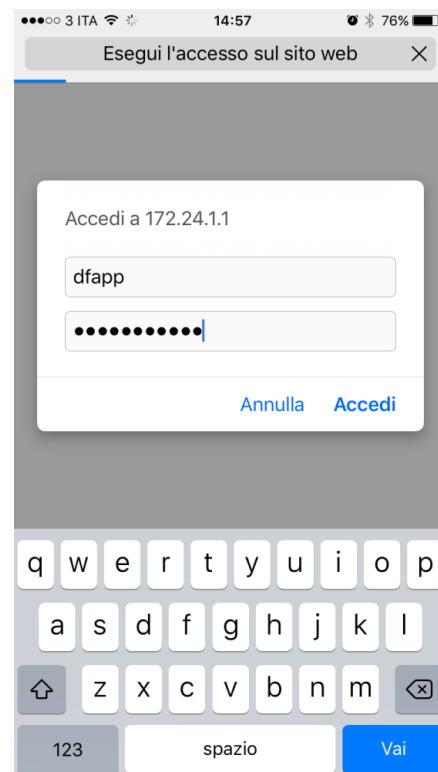 3 ITA 14:57 76%
Esegui l'accesso sul sito web
Accedi a 172.24.1.1
dfapp
•••••••••••
Annulla Accedi
q w e r t y u i o p
a s d f g h j k l
z x c v b n m
123 spazio Vai